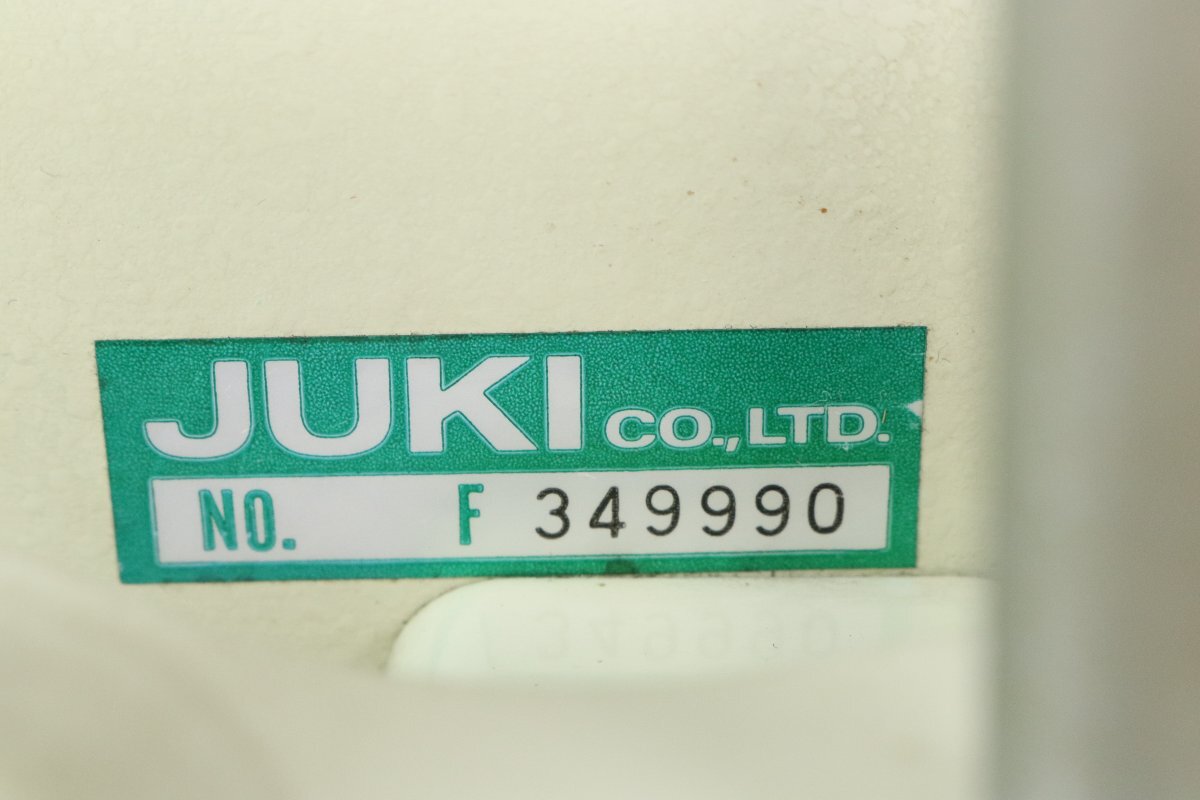 JUKI CO., LTD.
NO. F 349990